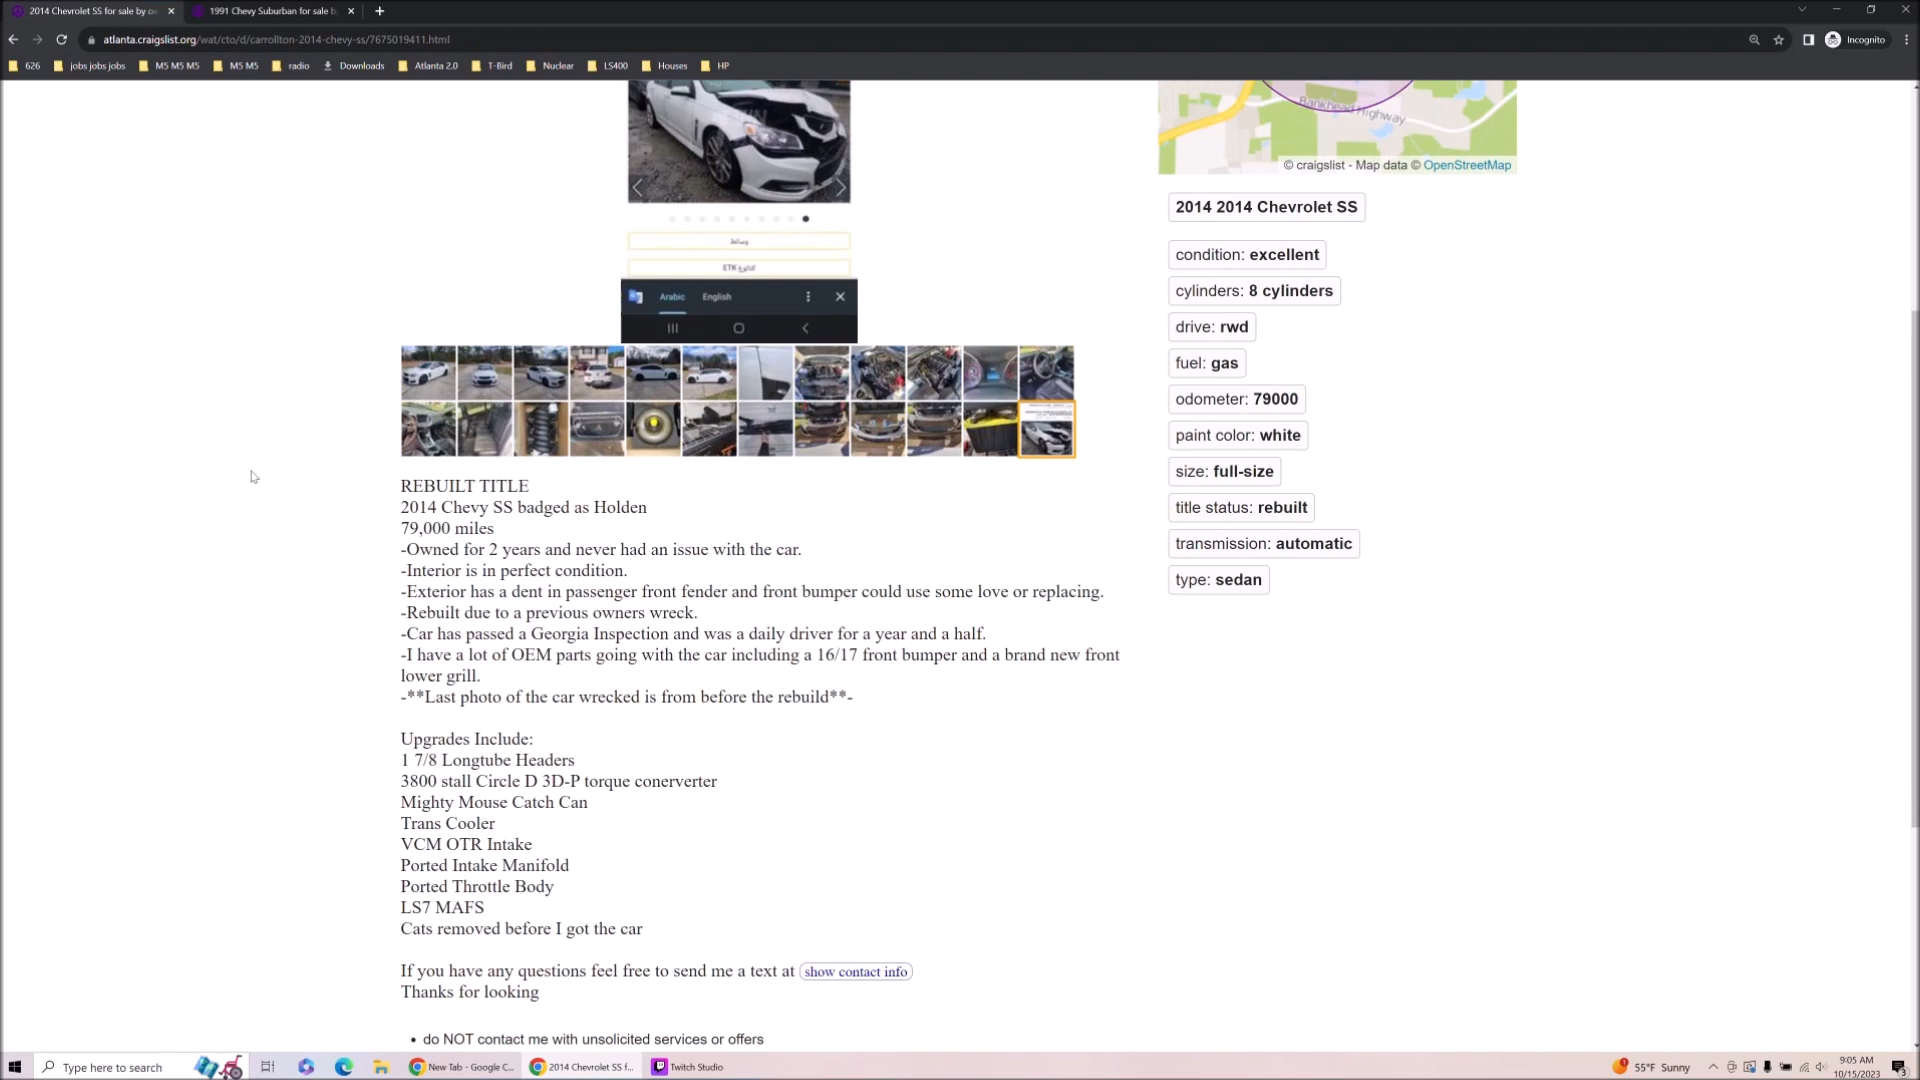 2014 Chevrolet SS for sale by o
1991 Chevy Suburban for sale b
atlanta.craigslist.org/wat/cto/d/carrollton-2014-chevy-ss/7675019411.html
Incognito
626
jobs jobs jobs
M5 M5 M5
M5 M5
radio
Downloads
Atlanta 2.0
T-Bird
Nuclear
LS400
Houses
HP
Bankhead Highway
© craigslist - Map data © OpenStreetMap
ETK
Arabic
English
2014 2014 Chevrolet SS
condition: excellent
cylinders: 8 cylinders
drive: rwd
fuel: gas
odometer: 79000
paint color: white
size: full-size
title status: rebuilt
transmission: automatic
type: sedan
REBUILT TITLE
2014 Chevy SS badged as Holden
79,000 miles
-Owned for 2 years and never had an issue with the car.
-Interior is in perfect condition.
-Exterior has a dent in passenger front fender and front bumper could use some love or replacing.
-Rebuilt due to a previous owners wreck.
-Car has passed a Georgia Inspection and was a daily driver for a year and a half.
-I have a lot of OEM parts going with the car including a 16/17 front bumper and a brand new front
lower grill.
-**Last photo of the car wrecked is from before the rebuild**-
Upgrades Include:
1 7/8 Longtube Headers
3800 stall Circle D 3D-P torque conerverter
Mighty Mouse Catch Can
Trans Cooler
VCM OTR Intake
Ported Intake Manifold
Ported Throttle Body
LS7 MAFS
Cats removed before I got the car
If you have any questions feel free to send me a text at show contact info
Thanks for looking
• do NOT contact me with unsolicited services or offers
Type here to search
New Tab - Google C...
2014 Chevrolet SS f...
Twitch Studio
55°F Sunny
9:05 AM
10/15/2023